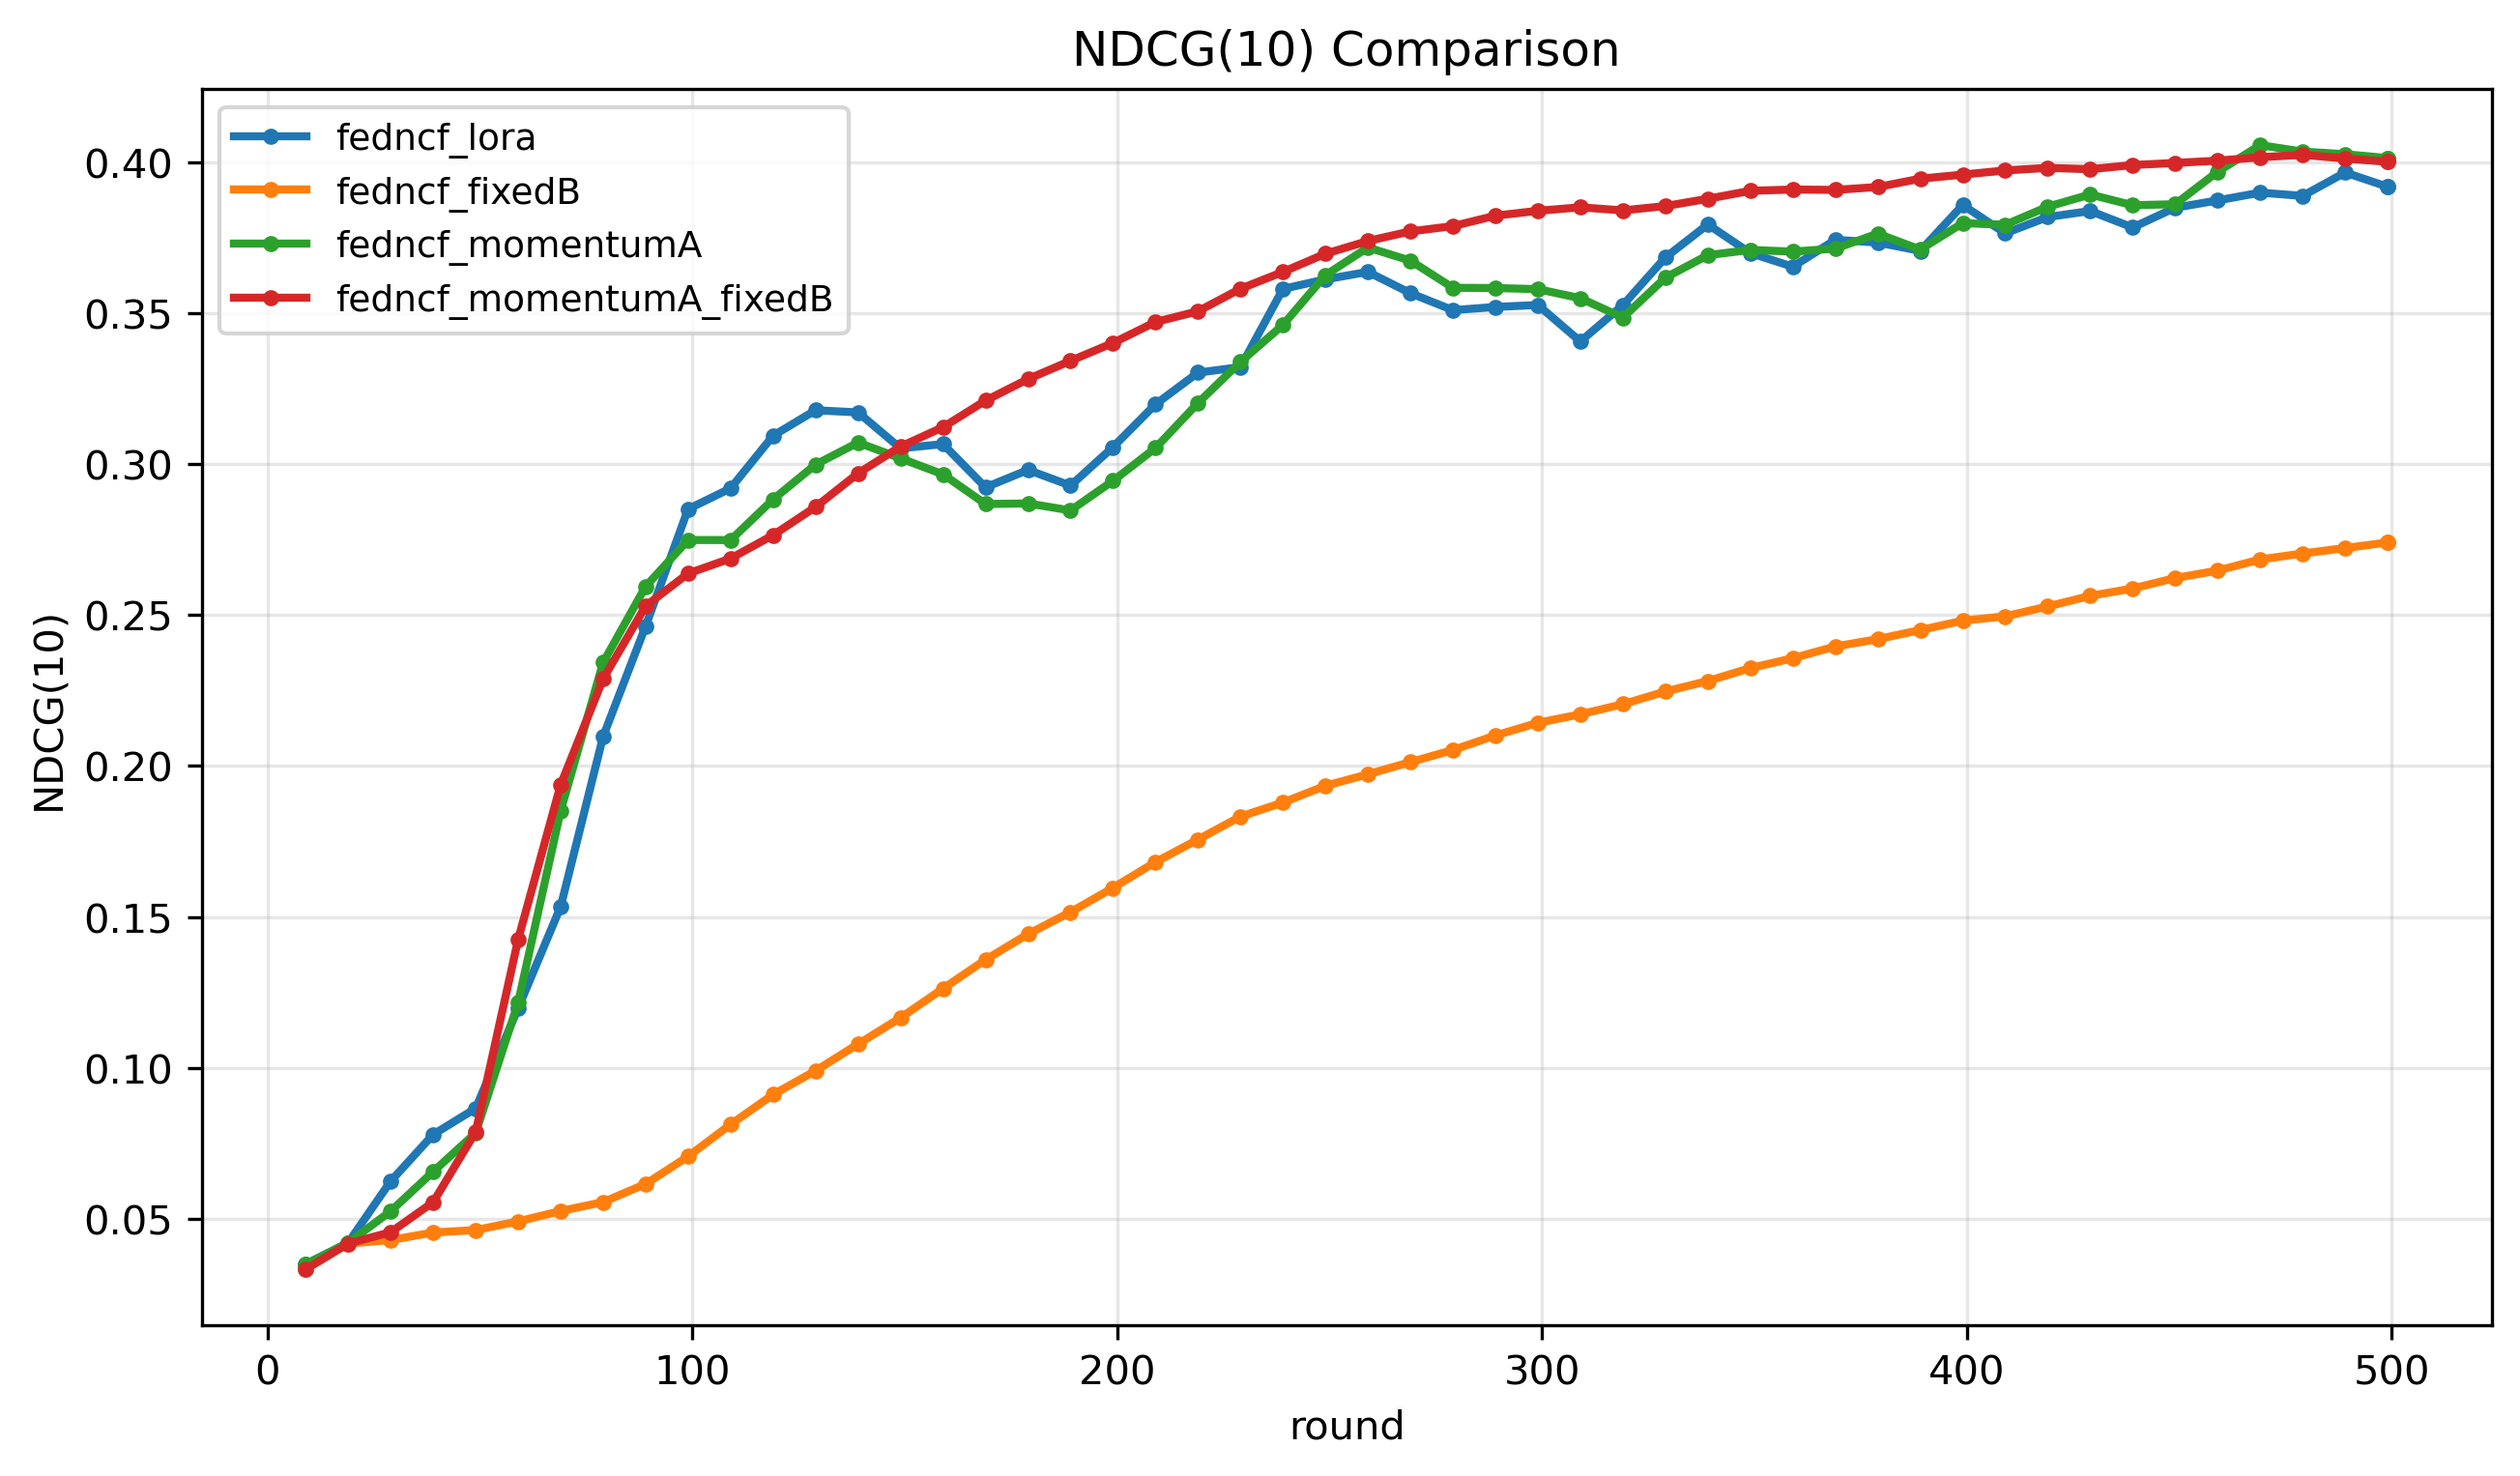 NDCG(10) Comparison
fedncf_lora
fedncf_fixedB
fedncf_momentumA
fedncf_momentumA_fixedB
NDCG(10)
0.40
0.35
0.30
0.25
0.20
0.15
0.10
0.05
0 100 200 300 400 500
round